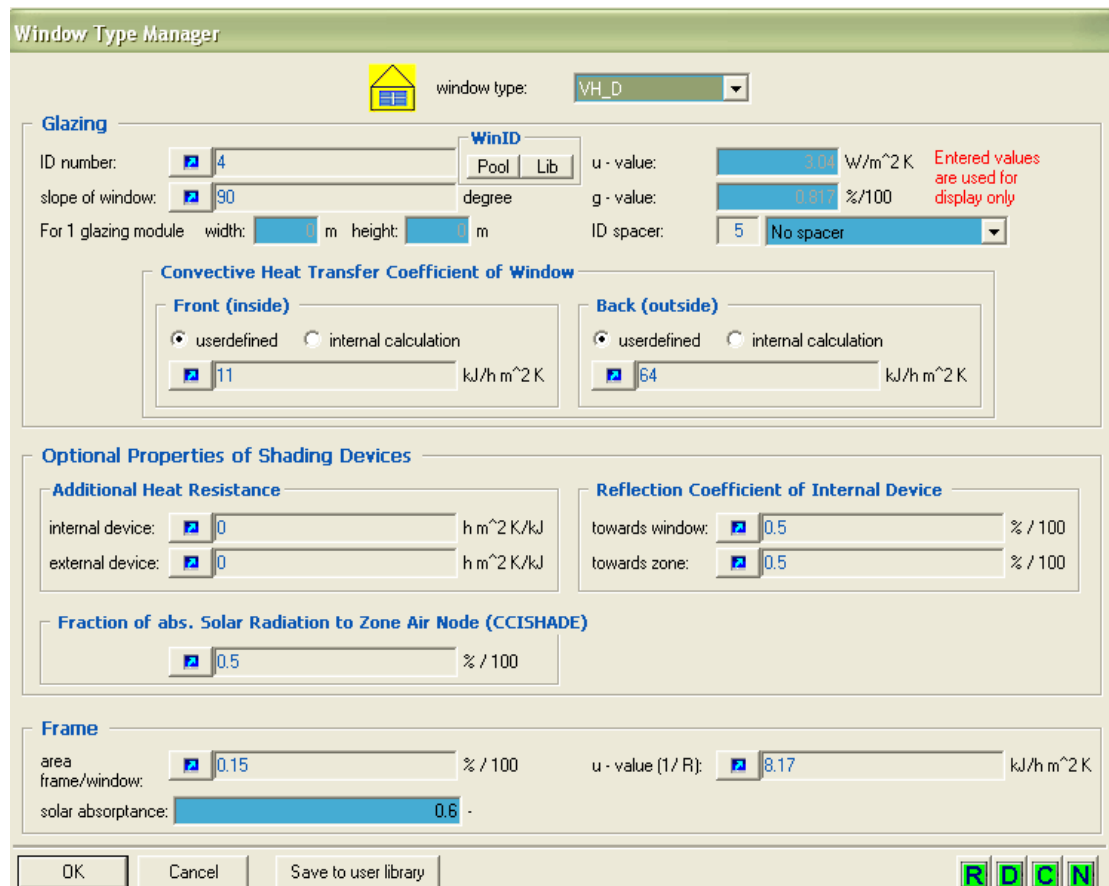 Window Type Manager
window type: VH_D
Glazing
WinID
ID number: 4 Pool Lib u - value: 3.04 W/m^2 K Entered values
are used for
slope of window: 90 degree g - value: 0.817 %/100 display only
For 1 glazing module width: 0 m height: 0 m ID spacer: 5 No spacer
Convective Heat Transfer Coefficient of Window
Front (inside) Back (outside)
userdefined internal calculation userdefined internal calculation
11 kJ/h m^2 K 64 kJ/h m^2 K
Optional Properties of Shading Devices
Additional Heat Resistance Reflection Coefficient of Internal Device
internal device: 0 h m^2 K/kJ towards window: 0.5 % / 100
external device: 0 h m^2 K/kJ towards zone: 0.5 % / 100
Fraction of abs. Solar Radiation to Zone Air Node (CCISHADE)
0.5 % / 100
Frame
area
frame/window: 0.15 % / 100 u - value (1/ R): 8.17 kJ/h m^2 K
solar absorptance: 0.6 -
OK Cancel Save to user library R D C N